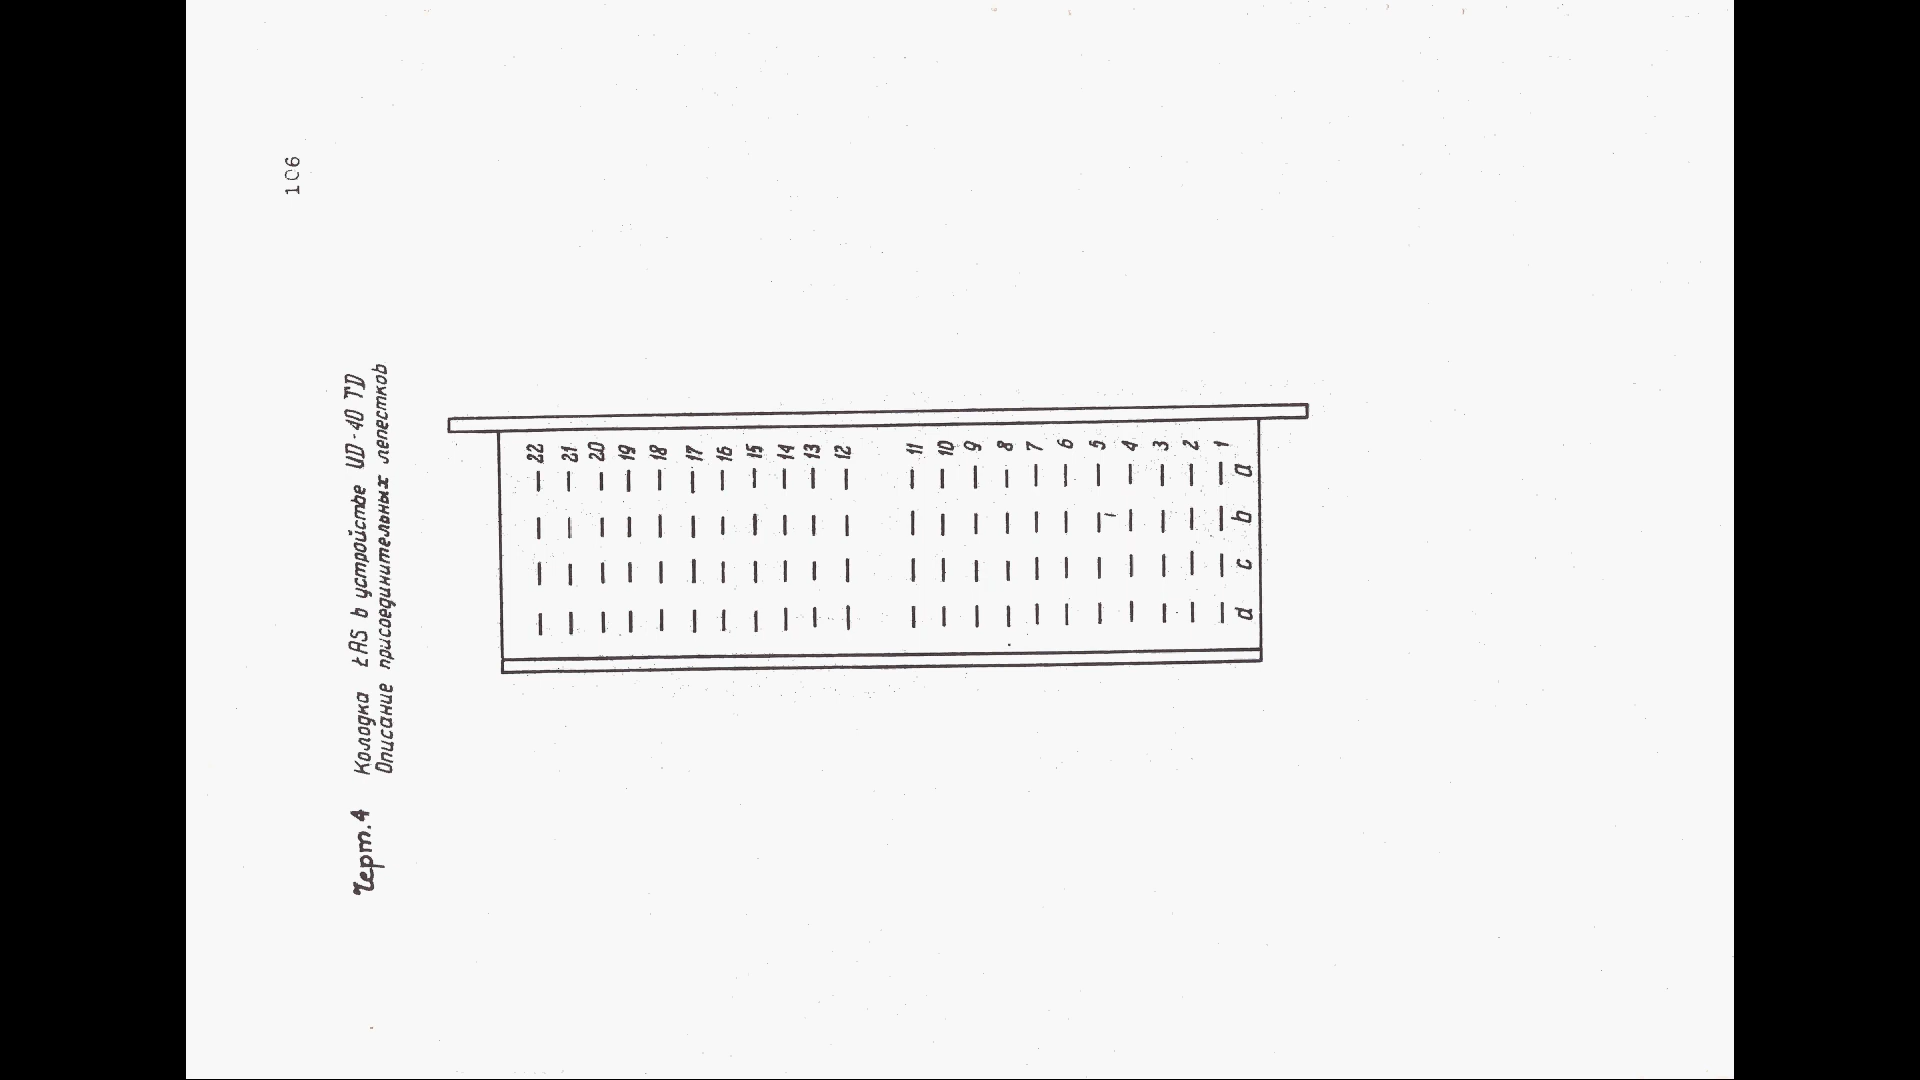 106
Черт.4 Колодка łAS в устройстве UD-40 TD
Описание присоединительных лепестков
22 21 20 19 18 17 16 15 14 13 12 11 10 9 8 7 6 5 4 3 2 1
a
b
c
d